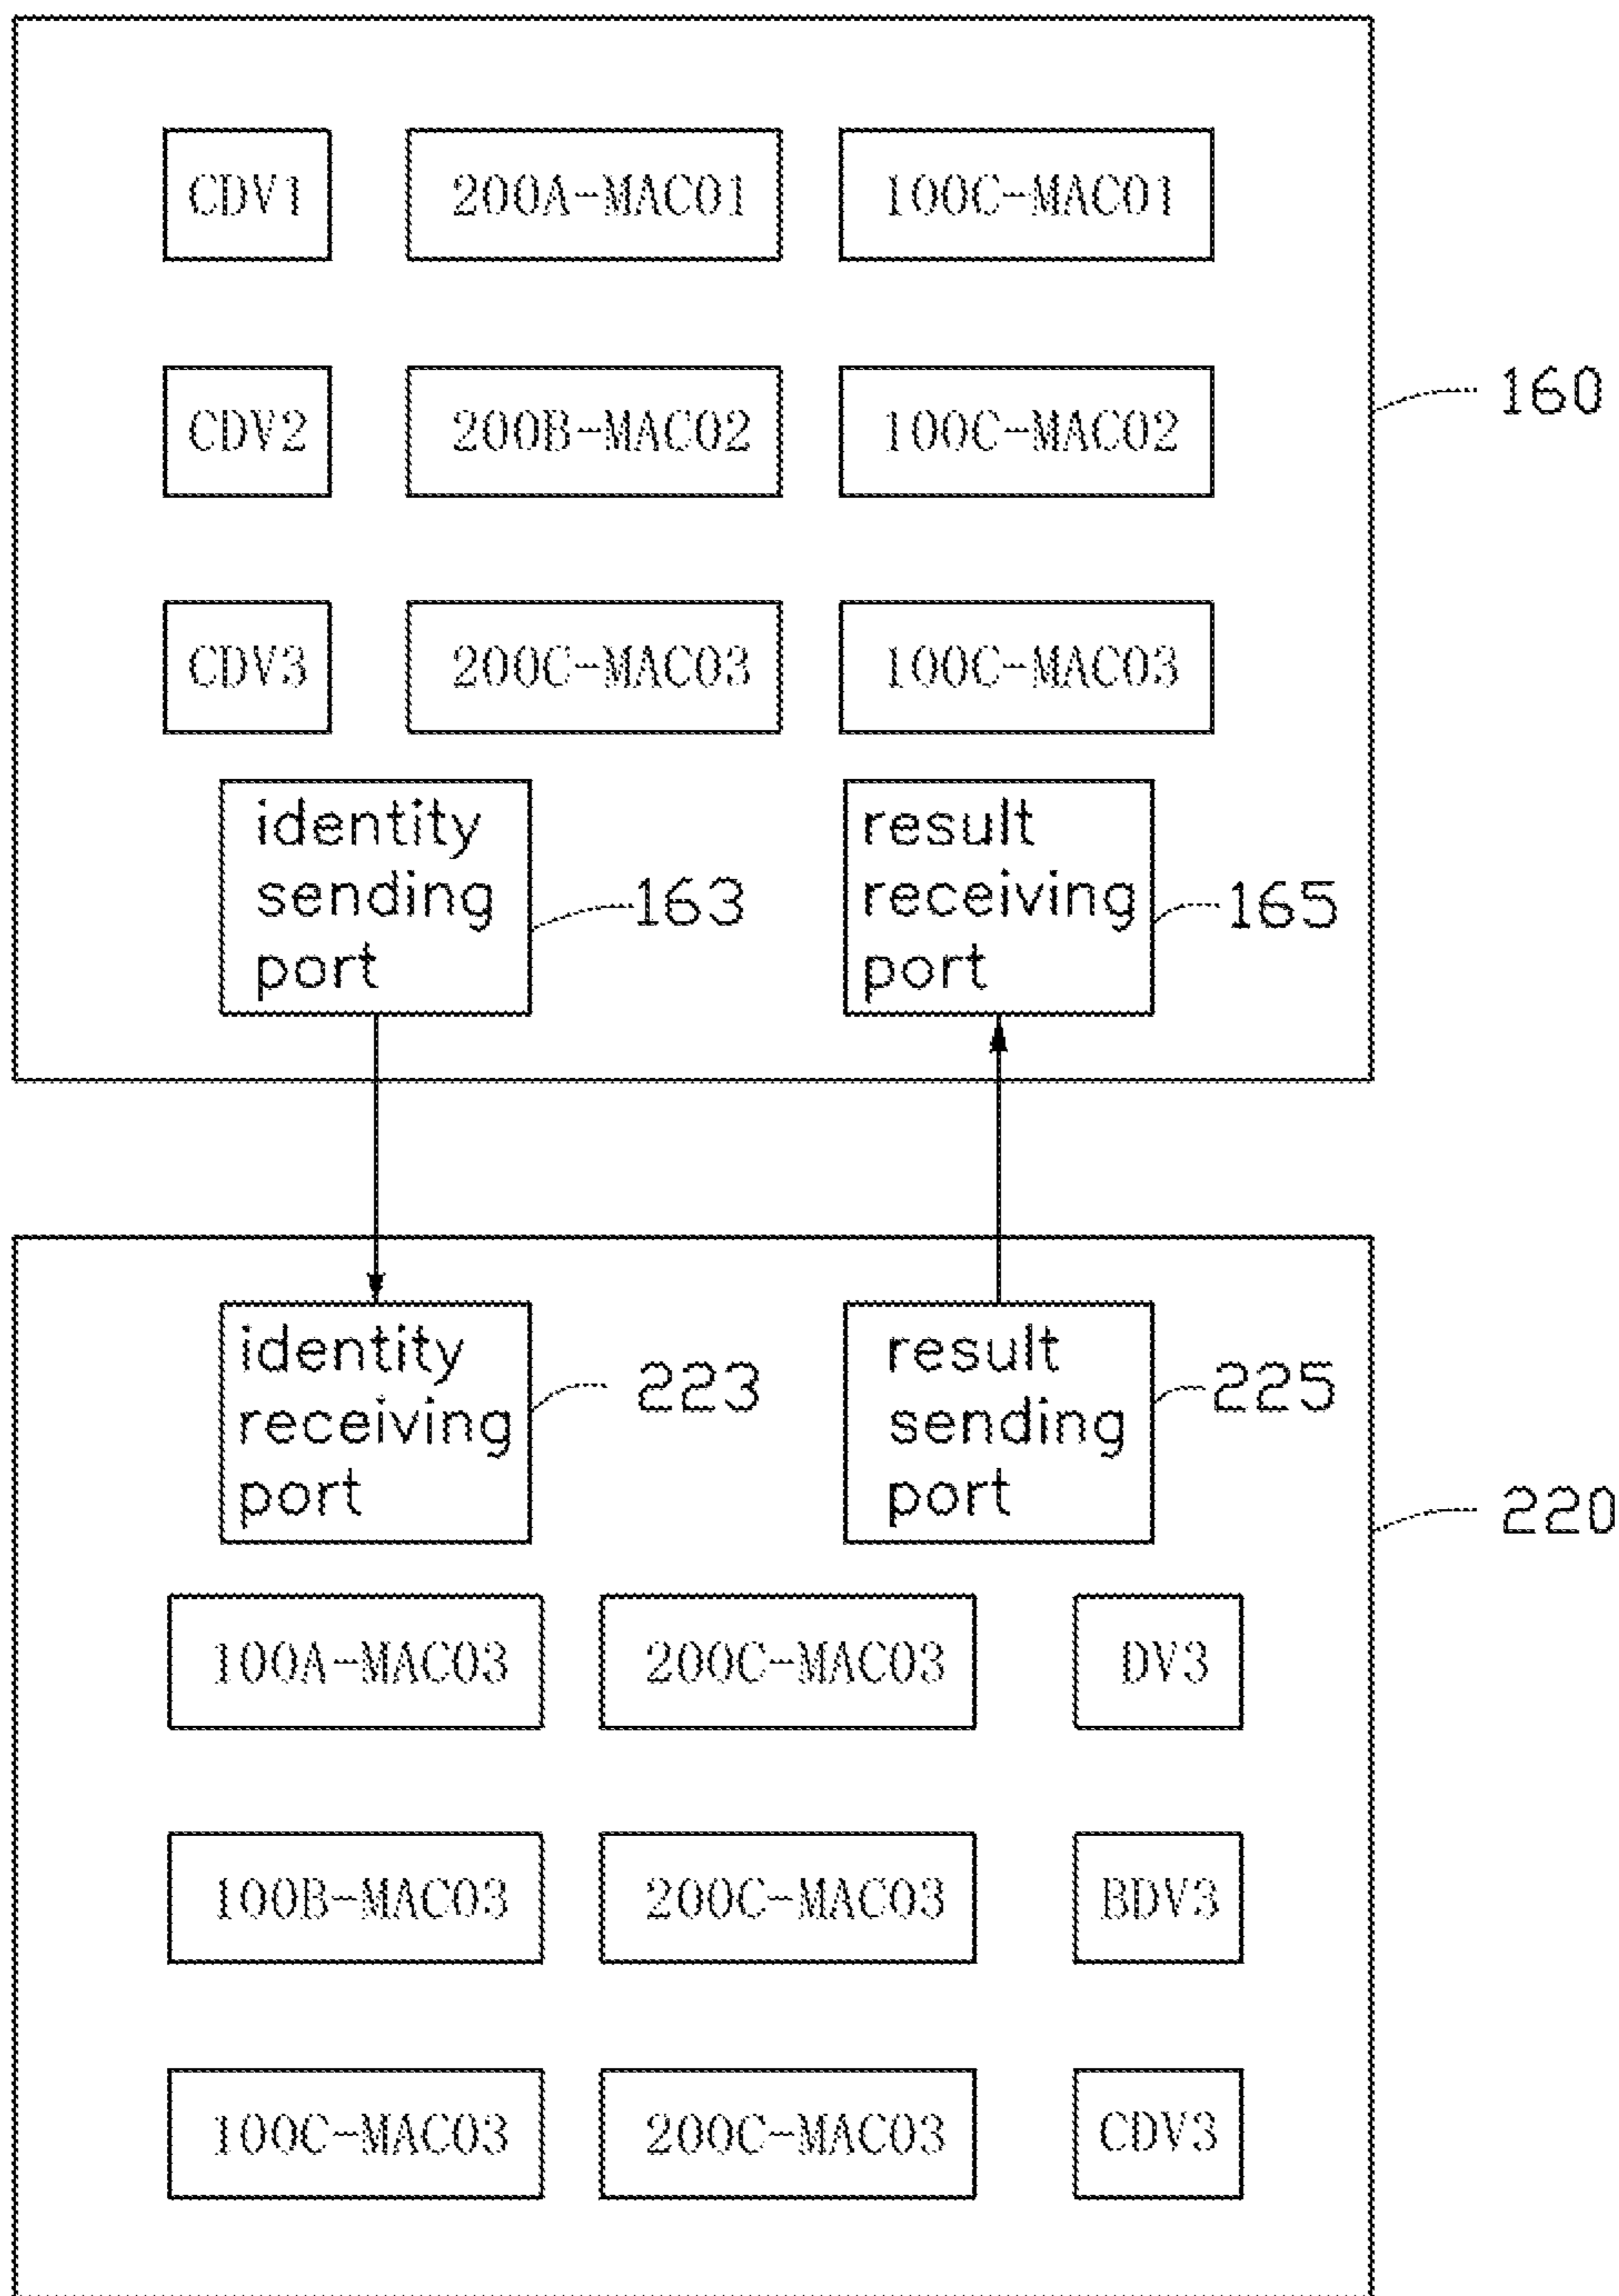 CDV1 200A-MAC01 100C-MAC01
CDV2 200B-MAC02 100C-MAC02
160
CDV3 200C-MAC03 100C-MAC03
identity
sending
port
163
result
receiving
port
165
identity
receiving
port
223
result
sending
port
225
220
100A-MAC03 200C-MAC03 DV3
100B-MAC03 200C-MAC03 BDV3
100C-MAC03 200C-MAC03 CDV3